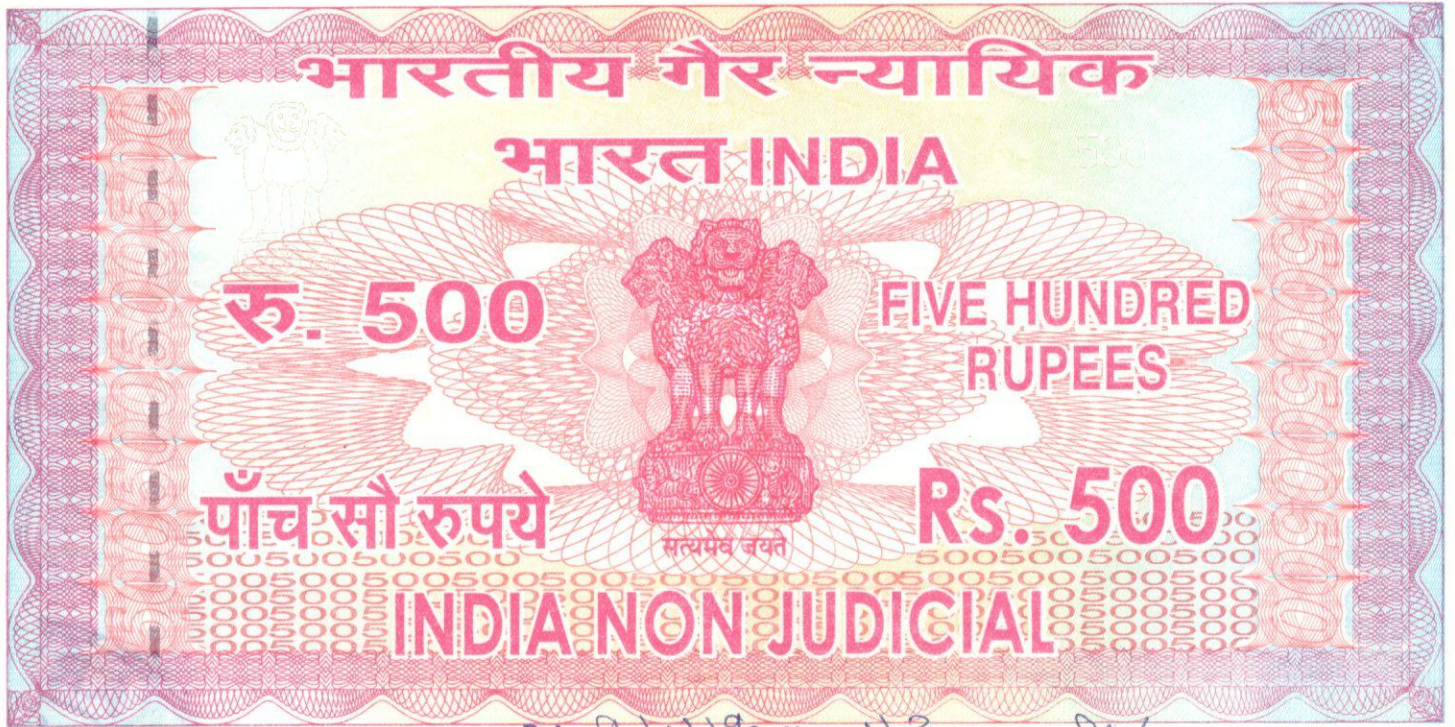 भारतीय गैर न्यायिक
भारत INDIA
रु. 500
FIVE HUNDRED
RUPEES
पाँच सौ रुपये
Rs. 500
सत्यमेव जयते
INDIA NON JUDICIAL